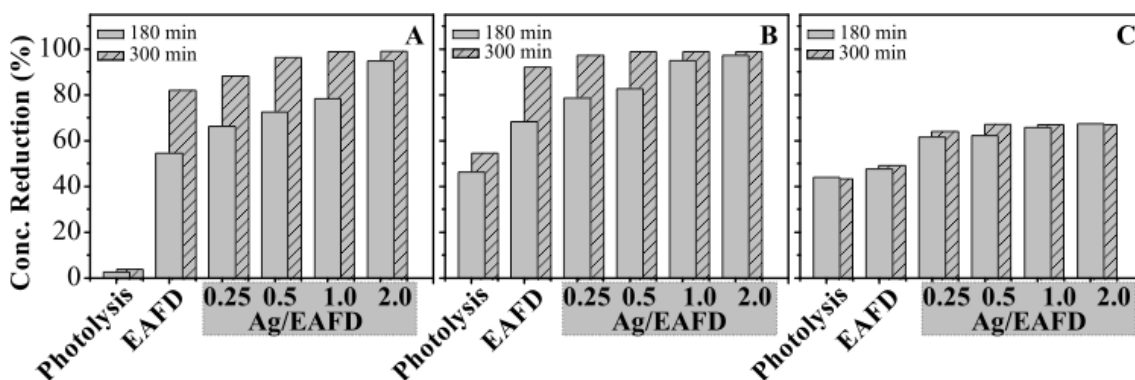 Conc. Reduction (%)
100
80
60
40
20
0
180 min
300 min
A
Photolysis
EAFD
0.25 0.5 1.0 2.0
Ag/EAFD
180 min
300 min
B
Photolysis
EAFD
0.25 0.5 1.0 2.0
Ag/EAFD
180 min
300 min
C
Photolysis
EAFD
0.25 0.5 1.0 2.0
Ag/EAFD